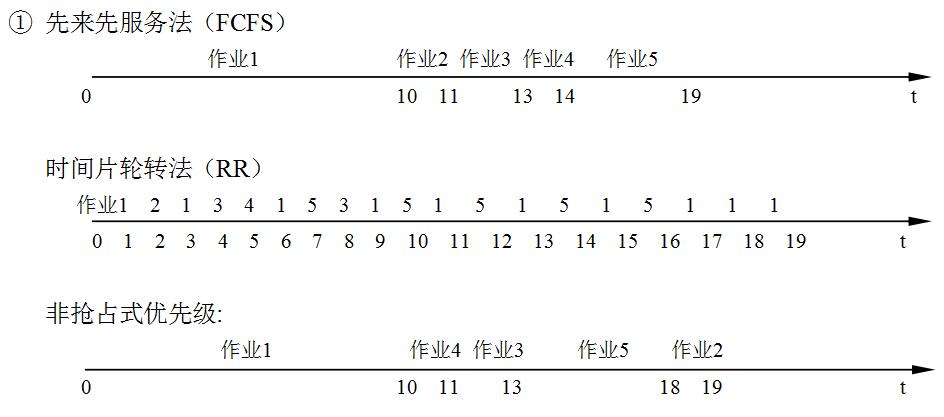 ① 先来先服务法（FCFS）
作业1 作业2 作业3 作业4 作业5
0 10 11 13 14 19 t
时间片轮转法（RR）
作业1 2 1 3 4 1 5 3 1 5 1 5 1 5 1 5 1 1 1
0 1 2 3 4 5 6 7 8 9 10 11 12 13 14 15 16 17 18 19 t
非抢占式优先级:
作业1 作业4 作业3 作业5 作业2
0 10 11 13 18 19 t